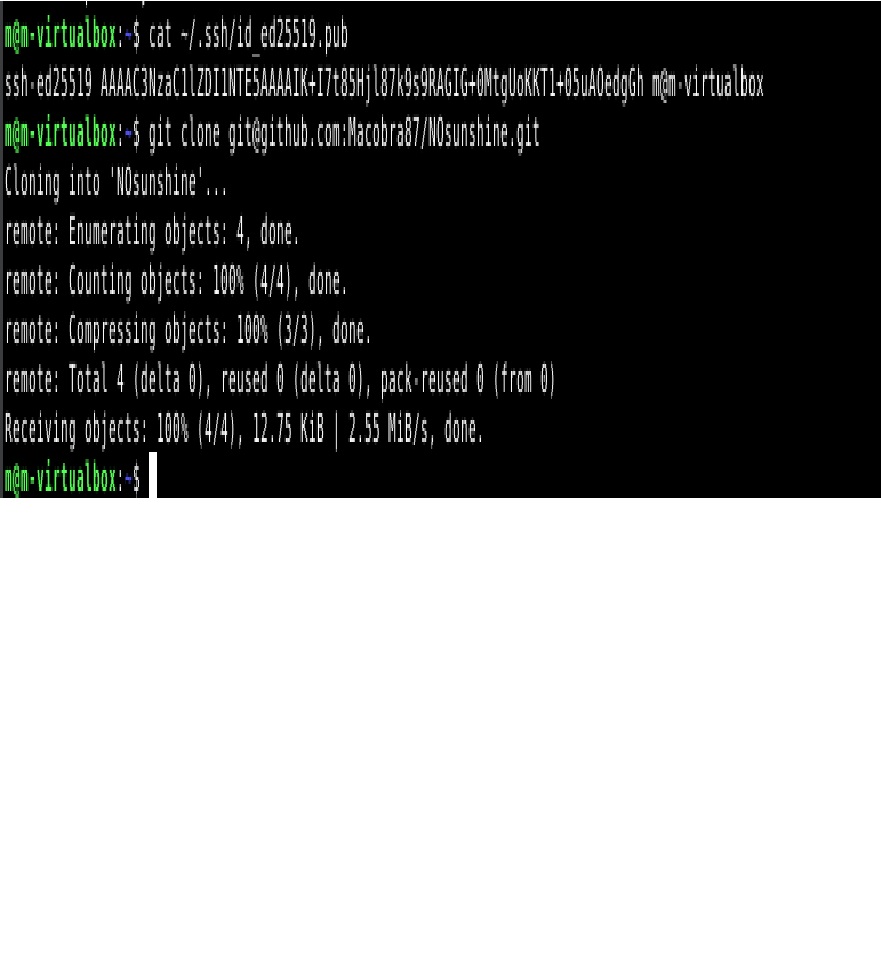 m@m-virtualbox:~$ cat ~/.ssh/id_ed25519.pub
ssh-ed25519 AAAAC3NzaC1lZDI1NTE5AAAAIK+I7t85Hjl87k9s9RAGIG+0MtgUoKKT1+05uAOedgGh m@m-virtualbox
m@m-virtualbox:~$ git clone git@github.com:Macobra87/NOsunshine.git
Cloning into 'NOsunshine'...
remote: Enumerating objects: 4, done.
remote: Counting objects: 100% (4/4), done.
remote: Compressing objects: 100% (3/3), done.
remote: Total 4 (delta 0), reused 0 (delta 0), pack-reused 0 (from 0)
Receiving objects: 100% (4/4), 12.75 KiB | 2.55 MiB/s, done.
m@m-virtualbox:~$